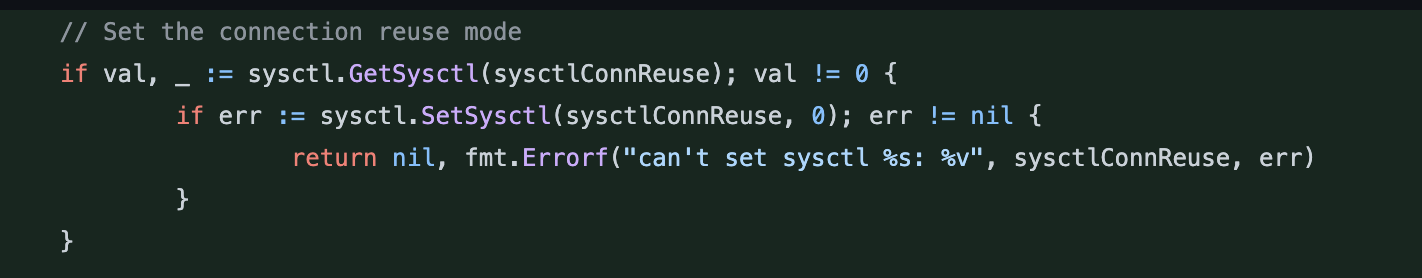 // Set the connection reuse mode
if val, _ := sysctl.GetSysctl(sysctlConnReuse); val != 0 {
if err := sysctl.SetSysctl(sysctlConnReuse, 0); err != nil {
return nil, fmt.Errorf("can't set sysctl %s: %v", sysctlConnReuse, err)
}
}